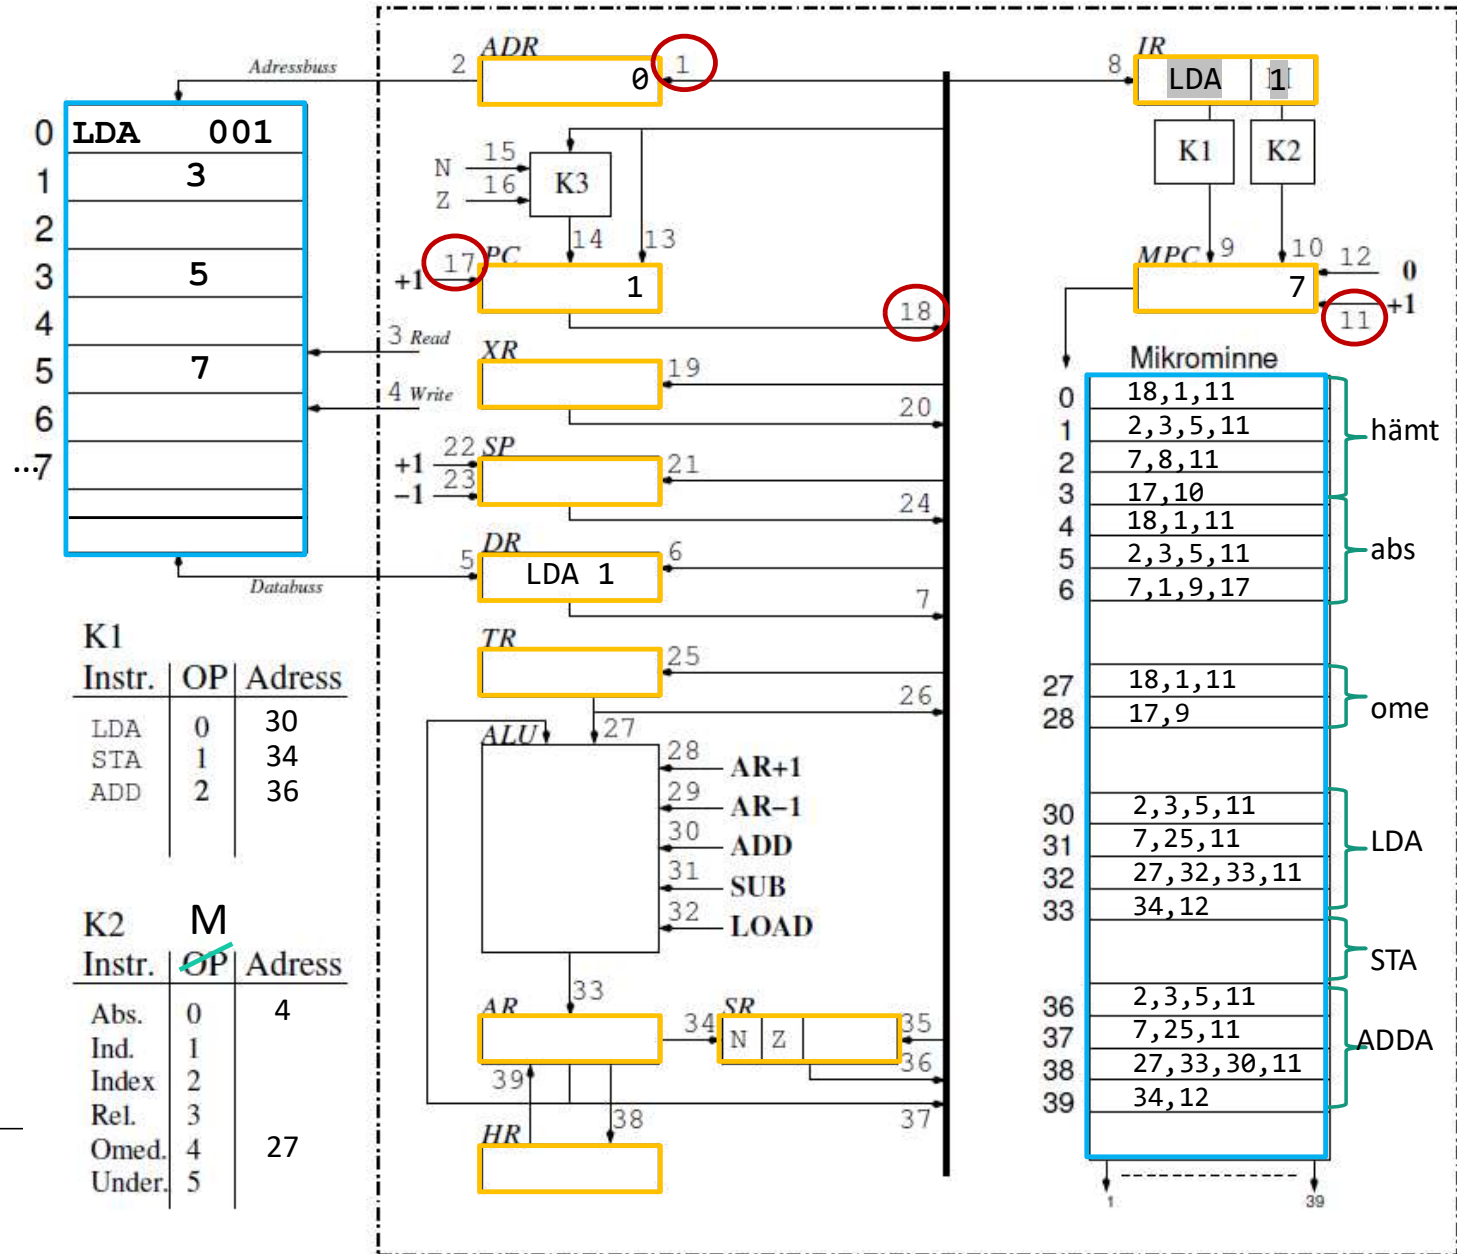 Adressbuss
0 LDA 001
1 3
2
3 5
4
5 7
6
...7
Databuss
2 ADR 0 1
N 15
Z 16
K3
14 13
+1 17 PC 1
18
3 Read
XR 19
4 Write
20
+1 22 SP 21
−1 23
24
5 DR LDA 1 6
7
TR 25
26
27
ALU
28 AR+1
29 AR−1
30 ADD
31 SUB
32 LOAD
33
AR 34 SR N Z 35
36
39 38 37
HR
8 IR LDA 1
K1 K2
9 10
MPC 7 12 0
11 +1
Mikrominne
0 18,1,11
1 2,3,5,11 hämt
2 7,8,11
3 17,10
4 18,1,11
5 2,3,5,11 abs
6 7,1,9,17
27 18,1,11
28 17,9 ome
30 2,3,5,11
31 7,25,11 LDA
32 27,32,33,11
33 34,12
STA
36 2,3,5,11
37 7,25,11 ADDA
38 27,33,30,11
39 34,12
1 39
K1
Instr. OP Adress
LDA 0 30
STA 1 34
ADD 2 36
K2 M
Instr. OP Adress
Abs. 0 4
Ind. 1
Index 2
Rel. 3
Omed. 4 27
Under. 5